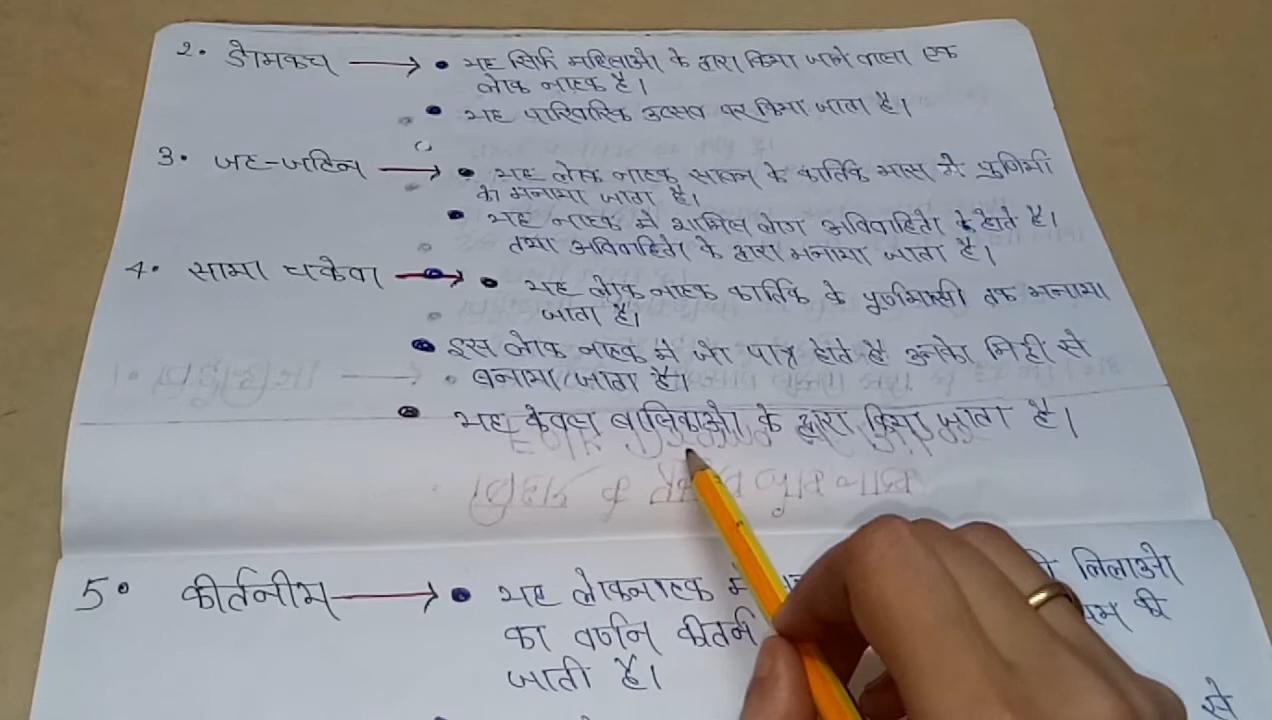 2. डोमकच → • यह सिर्फ महिलाओ के द्वारा किया जाने वाला एक
लोक नाटक है।
• यह पारिवारिक उत्सव पर किया जाता है।
3. जट-जटिन → • यह लोक नाटक सावन के कार्तिक मास मे पुर्णिमा
को मनाया जाता है।
• यह नाटक मे शामिल लोग अविवाहितो के होते है।
तथा अविवाहितो के द्वारा मनाया जाता है।
4. सामा चकेवा → • यह लोक नाटक कार्तिक के पूर्णमासी तक मनाया
जाता है।
• इस लोक नाटक मे जो पात्र होते है उनको मिट्टी से
बनाया जाता है।
• यह केवल बालिकाओ के द्वारा किया जाता है।
5. कीर्तनीय → • यह लोकनाटक मे लिलाओ
का वर्णन की
जाती है।
से